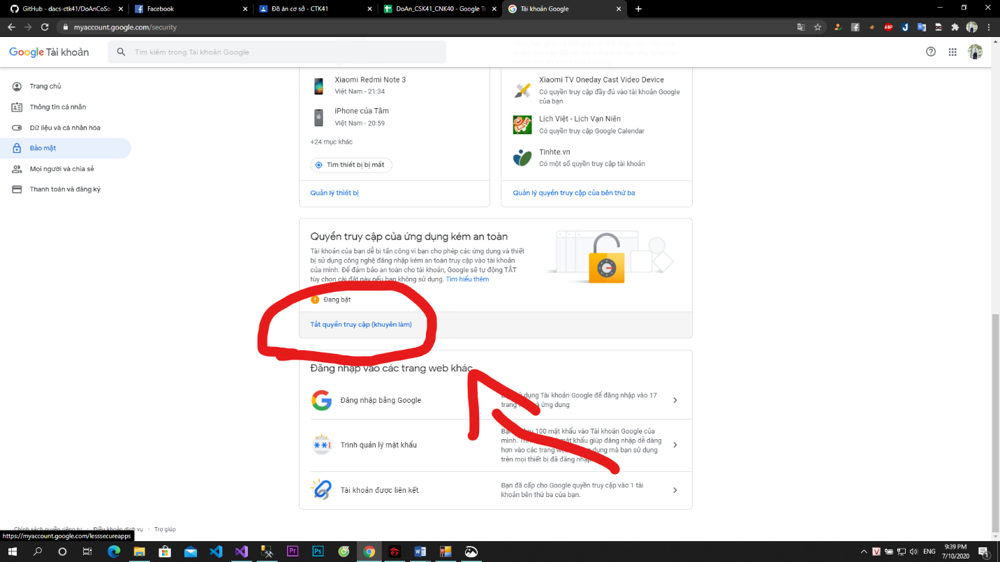 GitHub - dacs-ctk41/DoAnCoSo
Facebook
Đồ án cơ sở - CTK41
DoAn_CSK41_CNK40 - Google Tr
Tài khoản Google
myaccount.google.com/security
ABP
Google Tài khoản
Tìm kiếm trong Tài khoản Google
Trang chủ
Thông tin cá nhân
Dữ liệu và cá nhân hóa
Bảo mật
Mọi người và chia sẻ
Thanh toán và đăng ký
Xiaomi Redmi Note 3
Việt Nam - 21:34
iPhone của Tâm
Việt Nam - 20:59
+24 mục khác
Tìm thiết bị bị mất
Quản lý thiết bị
Xiaomi TV Oneday Cast Video Device
Có quyền truy cập đầy đủ vào tài khoản Google
của bạn
Lịch Việt - Lịch Vạn Niên
Có quyền truy cập Google Calendar
Tinhte.vn
Có một số quyền truy cập tài khoản
Quản lý quyền truy cập của bên thứ ba
Quyền truy cập của ứng dụng kém an toàn
Tài khoản của bạn dễ bị tấn công vì bạn cho phép các ứng dụng và thiết
bị sử dụng công nghệ đăng nhập kém an toàn truy cập vào tài khoản
của mình. Để đảm bảo an toàn cho tài khoản, Google sẽ tự động TẮT
tùy chọn cài đặt này nếu bạn không sử dụng. Tìm hiểu thêm
Đang bật
Tắt quyền truy cập (khuyên làm)
Đăng nhập vào các trang web khác
Đăng nhập bằng Google
sử dụng Tài khoản Google để đăng nhập vào 17
trang ứng dụng
Trình quản lý mật khẩu
100 mật khẩu vào Tài khoản Google của
mình. mật khẩu giúp đăng nhập dễ dàng
hơn vào các trang dụng mà bạn sử dụng
trên mọi thiết bị đã đăng nhập
Tài khoản được liên kết
Bạn đã cấp cho Google quyền truy cập vào 1 tài
khoản bên thứ ba của bạn.
Chính sách quyền riêng tư · Điều khoản dịch vụ · Trợ giúp
https://myaccount.google.com/lesssecureapps
ENG
9:39 PM
7/10/2020